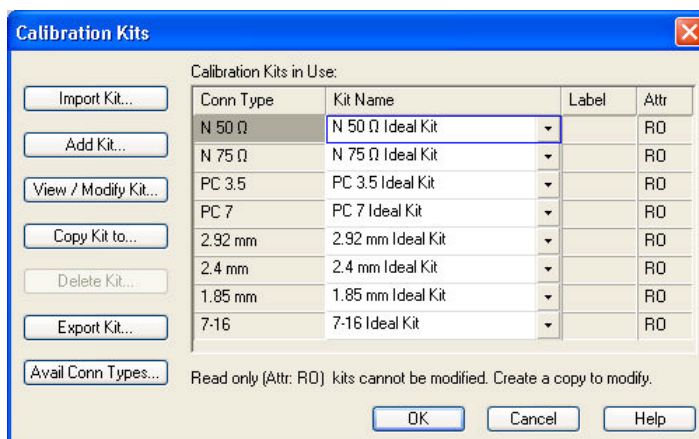 Calibration Kits
Calibration Kits in Use:
Import Kit...
Add Kit...
View / Modify Kit...
Copy Kit to...
Delete Kit...
Export Kit...
Avail Conn Types...
Conn Type Kit Name Label Attr
N 50 Ω N 50 Ω Ideal Kit RO
N 75 Ω N 75 Ω Ideal Kit RO
PC 3.5 PC 3.5 Ideal Kit RO
PC 7 PC 7 Ideal Kit RO
2.92 mm 2.92 mm Ideal Kit RO
2.4 mm 2.4 mm Ideal Kit RO
1.85 mm 1.85 mm Ideal Kit RO
7-16 7-16 Ideal Kit RO
Read only (Attr: RO) kits cannot be modified. Create a copy to modify.
OK Cancel Help